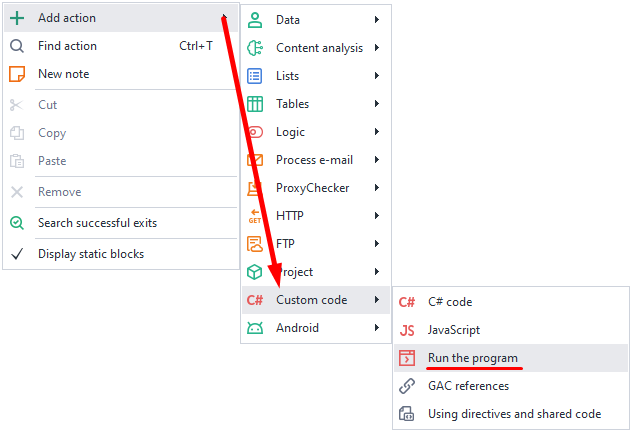 Add action
Find action Ctrl+T
New note
Cut
Copy
Paste
Remove
Search successful exits
Display static blocks
Data
Content analysis
Lists
Tables
Logic
Process e-mail
ProxyChecker
GET HTTP
FTP
Project
C# Custom code
Android
C# C# code
JS JavaScript
Run the program
GAC references
Using directives and shared code